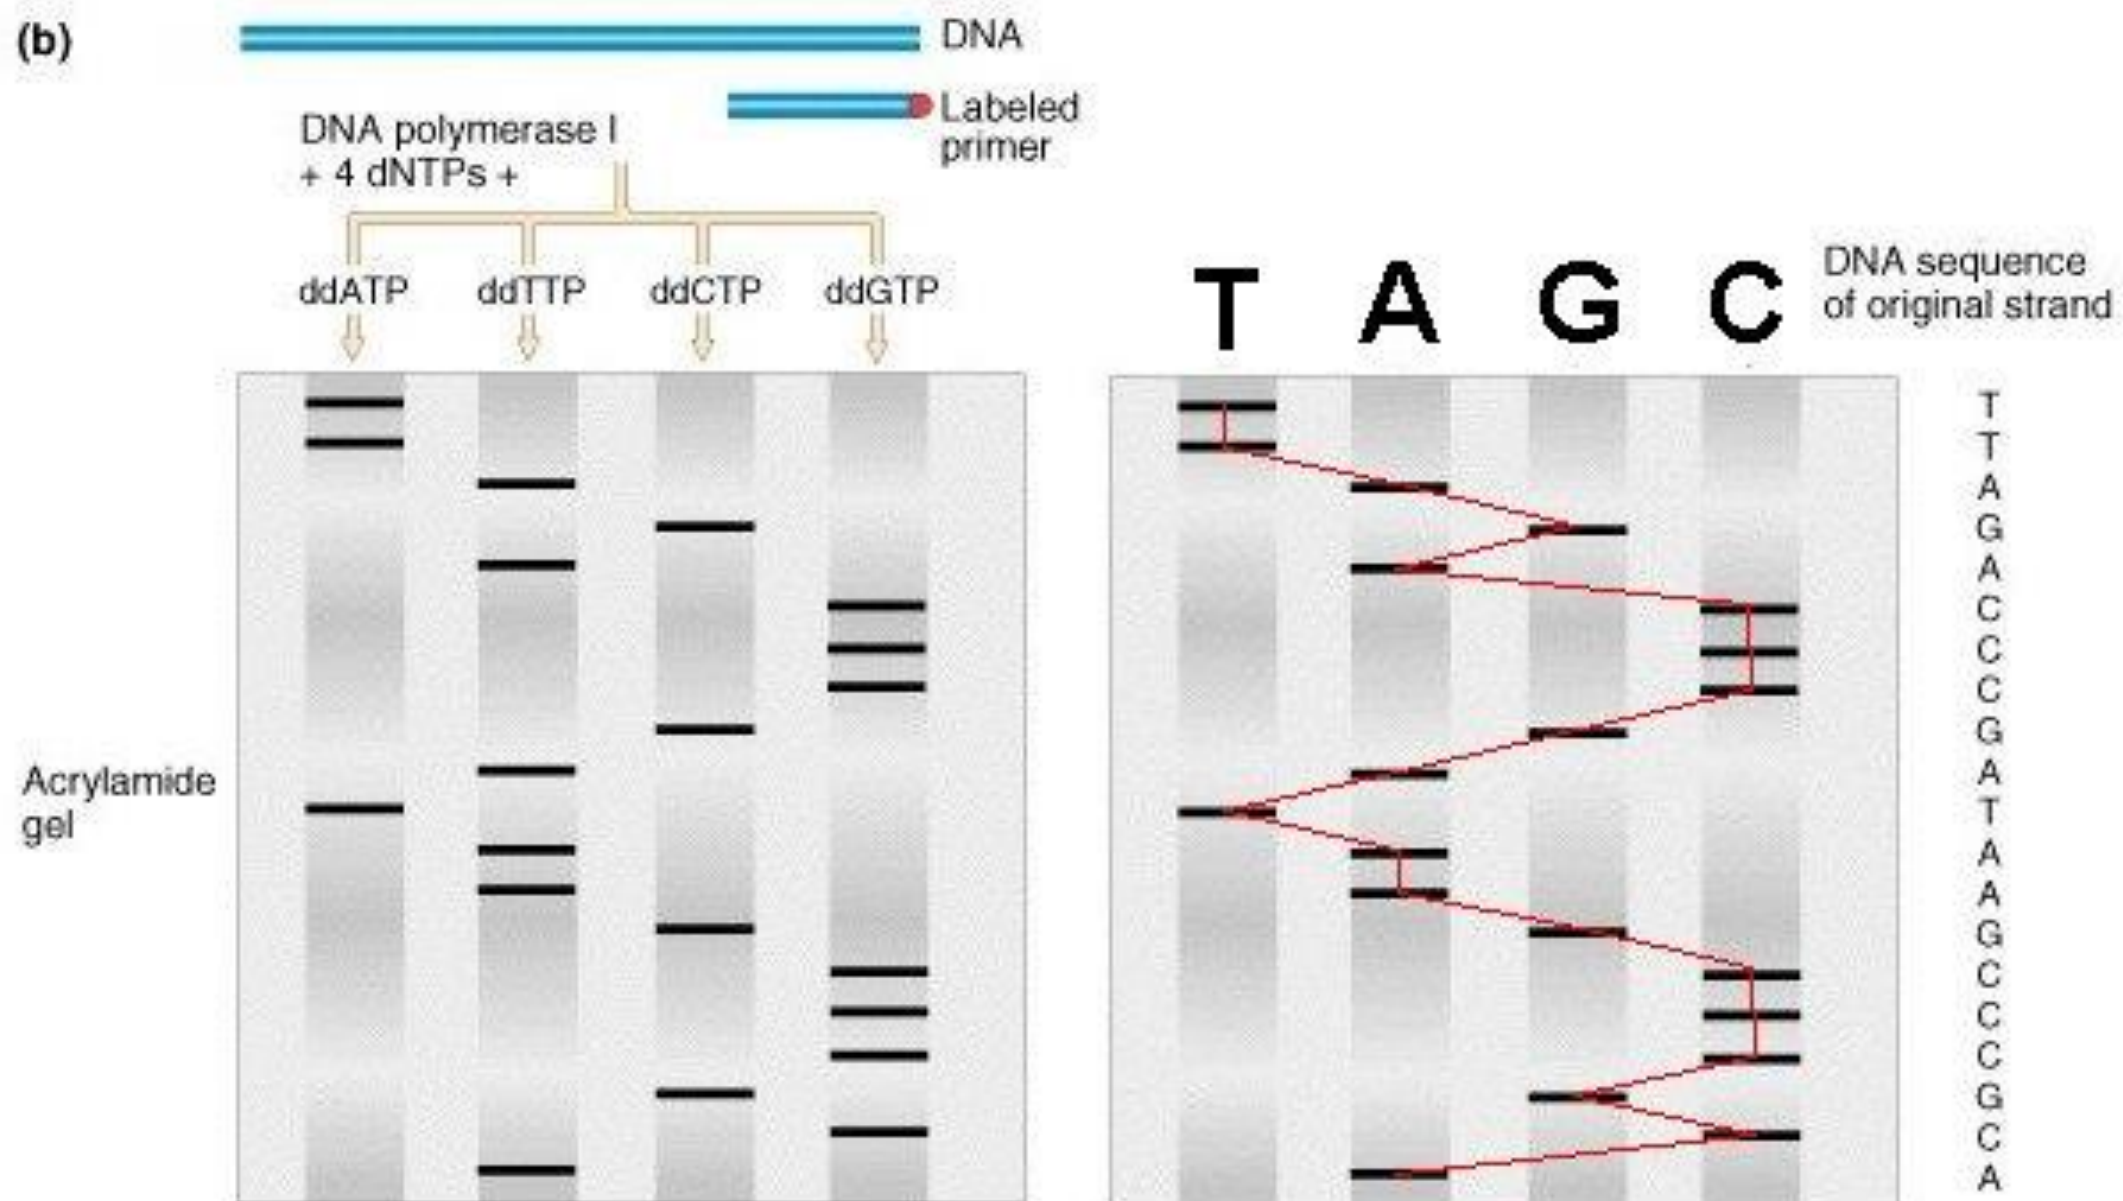 (b)
DNA
Labeled
primer
DNA polymerase I
+ 4 dNTPs +
ddATP ddTTP ddCTP ddGTP
Acrylamide
gel
T A G C
DNA sequence
of original strand
T
T
A
G
A
C
C
C
G
A
T
A
A
G
C
C
C
G
C
A